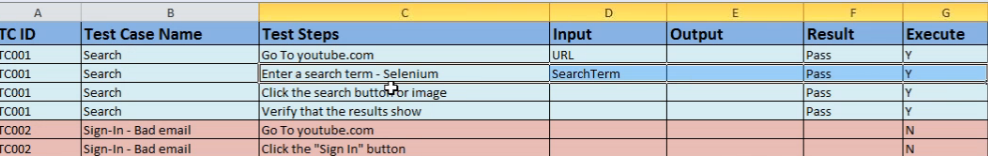 A B C D E F G
TC ID Test Case Name Test Steps Input Output Result Execute
TC001 Search Go To youtube.com URL Pass Y
TC001 Search Enter a search term - Selenium SearchTerm Pass Y
TC001 Search Click the search button or image Pass Y
TC001 Search Verify that the results show Pass Y
TC002 Sign-In - Bad email Go To youtube.com N
TC002 Sign-In - Bad email Click the "Sign In" button N